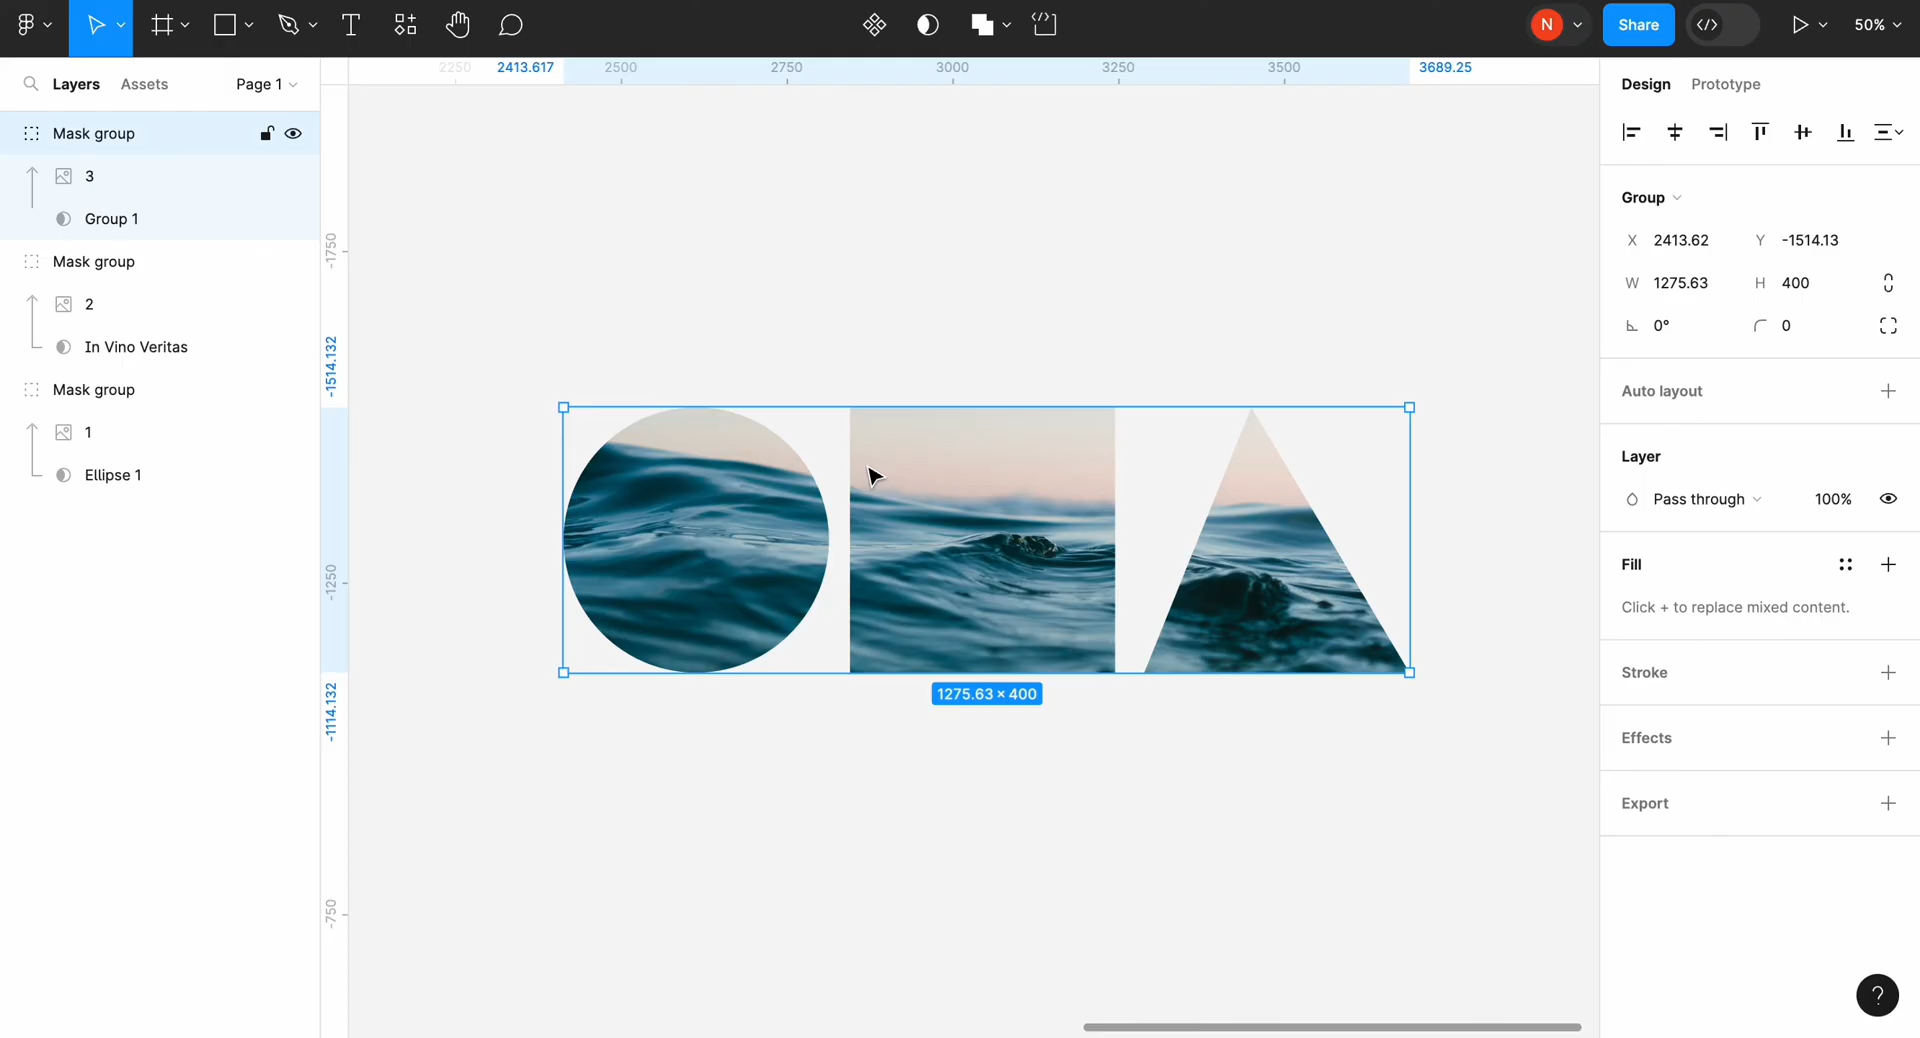 N
Share
50%
Layers
Assets
Page 1
2250
2413.617
2500
2750
3000
3250
3500
3689.25
Design
Prototype
Mask group
3
Group 1
Mask group
2
In Vino Veritas
Mask group
1
Ellipse 1
-1750
-1514.132
-1250
-1114.132
-750
1275.63 × 400
Group
X 2413.62 Y -1514.13
W 1275.63 H 400
0° 0
Auto layout
Layer
Pass through 100%
Fill
Click + to replace mixed content.
Stroke
Effects
Export
?